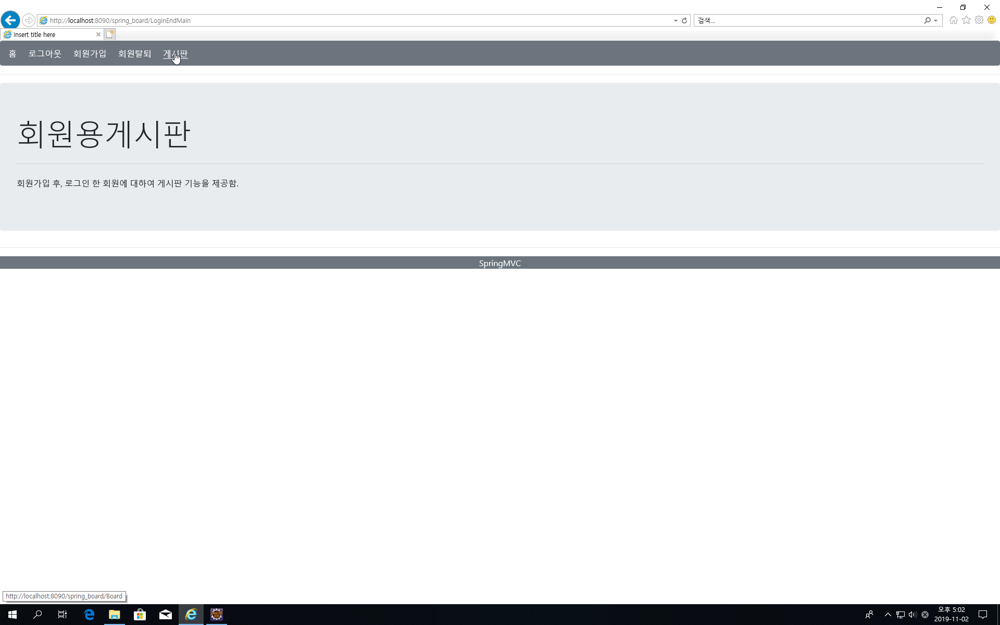 http://localhost:8090/spring_board/LoginEndMain
검색...
Insert title here
홈 로그아웃 회원가입 회원탈퇴 게시판
회원용게시판
회원가입 후, 로그인 한 회원에 대하여 게시판 기능을 제공함.
SpringMVC
http://localhost:8090/spring_board/Board
오후 5:02
2019-11-02